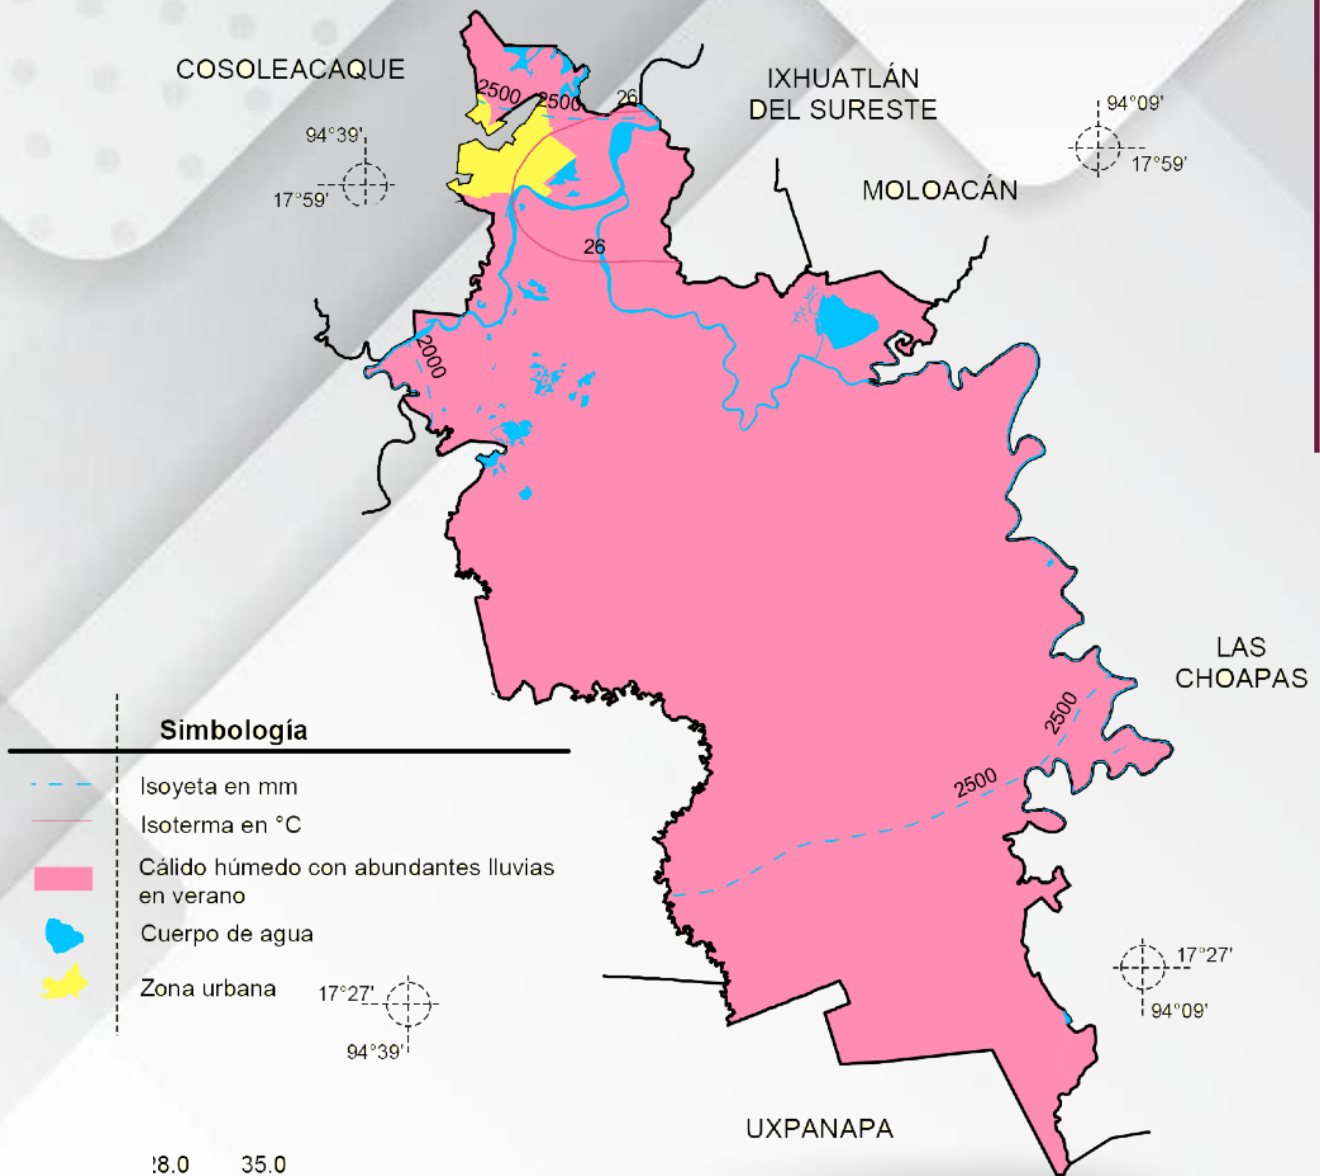 COSOLEACAQUE
IXHUATLÁN
DEL SURESTE
MOLOACÁN
94°39'
17°59'
94°09'
17°59'
2500
2500
26
26
2000
LAS
CHOAPAS
2500
2500
Simbología
Isoyeta en mm
Isoterma en °C
Cálido húmedo con abundantes lluvias
en verano
Cuerpo de agua
Zona urbana
17°27'
94°39'
17°27'
94°09'
UXPANAPA
35.0